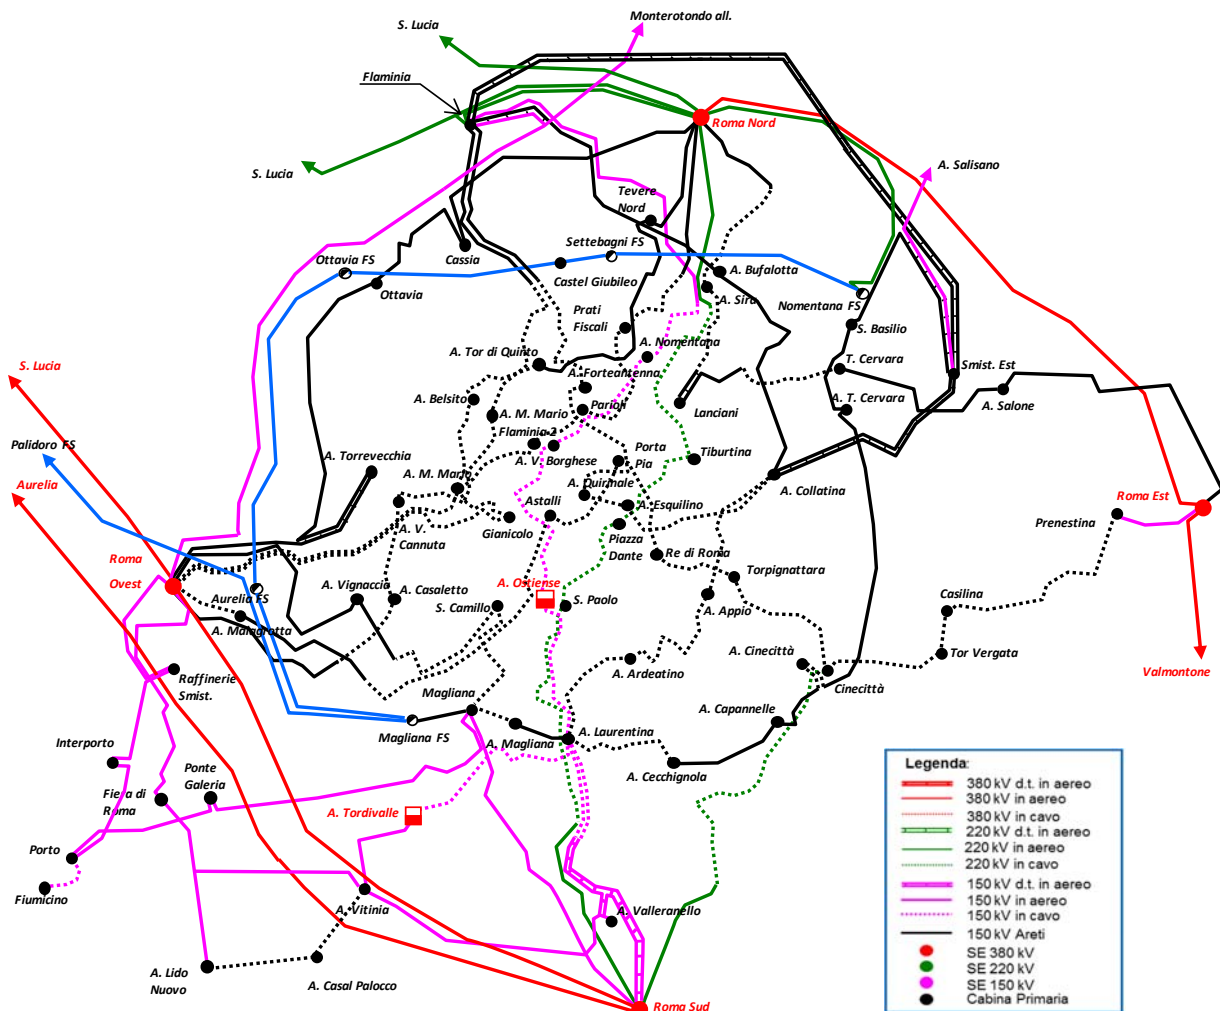 Monterotondo all.
S. Lucia
Flaminia
Roma Nord
S. Lucia
A. Salisano
Tevere
Nord
Settebagni FS
Ottavia FS
Cassia
Castel Giubileo
A. Bufalotta
Ottavia
A. Siro
Nomentana FS
Prati
Fiscali
S. Basilio
A. Nomentana
A. Tor di Quinto
T. Cervara
Smist. Est
S. Lucia
A. Forteantenna
A. Belsito
Parioli
Lanciani
A. T. Cervara
A. Salone
A. M. Mario
Flaminia 2
Palidoro FS
Porta
Pia
A. V. Borghese
Tiburtina
A. Torrevecchia
A. M. Mario
A. Collatina
Aurelia
A. Quirinale
Roma Est
Astalli
A. Esquilino
Prenestina
A. V.
Cannuta
Gianicolo
Piazza
Dante
Roma
Ovest
Re di Roma
Torpignattara
A. Vignaccia
A. Casaletto
A. Ostiense
Aurelia FS
S. Camillo
S. Paolo
A. Appio
Casilina
A. Malagrotta
A. Cinecittà
Tor Vergata
A. Ardeatino
Valmontone
Raffinerie
Smist.
Cinecittà
Magliana
A. Capannelle
Magliana FS
A. Magliana
A. Laurentina
Interporto
A. Cecchignola
Ponte
Galeria
Fiera di
Roma
A. Tordivalle
Porto
Fiumicino
A. Vitinia
A. Valleranello
A. Lido
Nuovo
A. Casal Palocco
Roma Sud
Legenda:
380 kV d.t. in aereo
380 kV in aereo
380 kV in cavo
220 kV d.t. in aereo
220 kV in aereo
220 kV in cavo
150 kV d.t. in aereo
150 kV in aereo
150 kV in cavo
150 kV Areti
SE 380 kV
SE 220 kV
SE 150 kV
Cabina Primaria